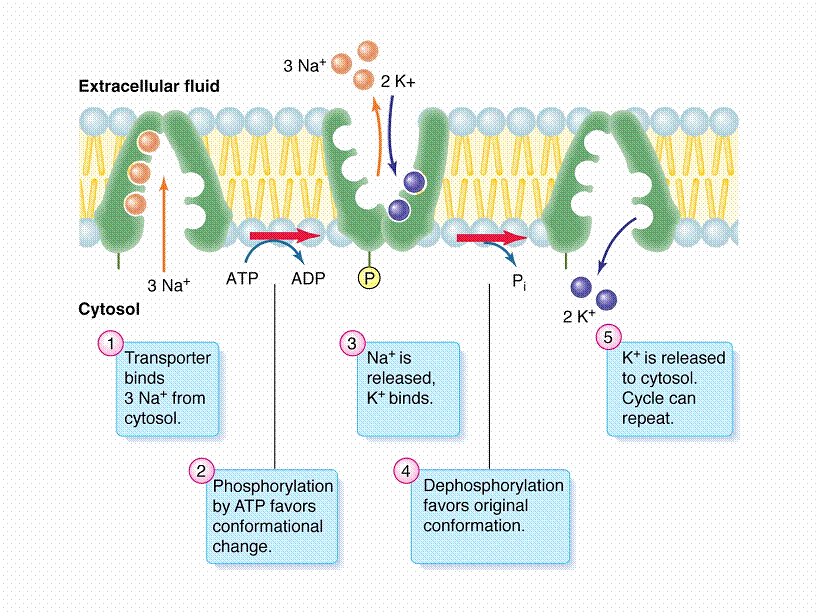 3 Na+
2 K+
Extracellular fluid
3 Na+
ATP
ADP
P
Pi
2 K+
Cytosol
1
Transporter
binds
3 Na+ from
cytosol.
2
Phosphorylation
by ATP favors
conformational
change.
3
Na+ is
released,
K+ binds.
4
Dephosphorylation
favors original
conformation.
5
K+ is released
to cytosol.
Cycle can
repeat.